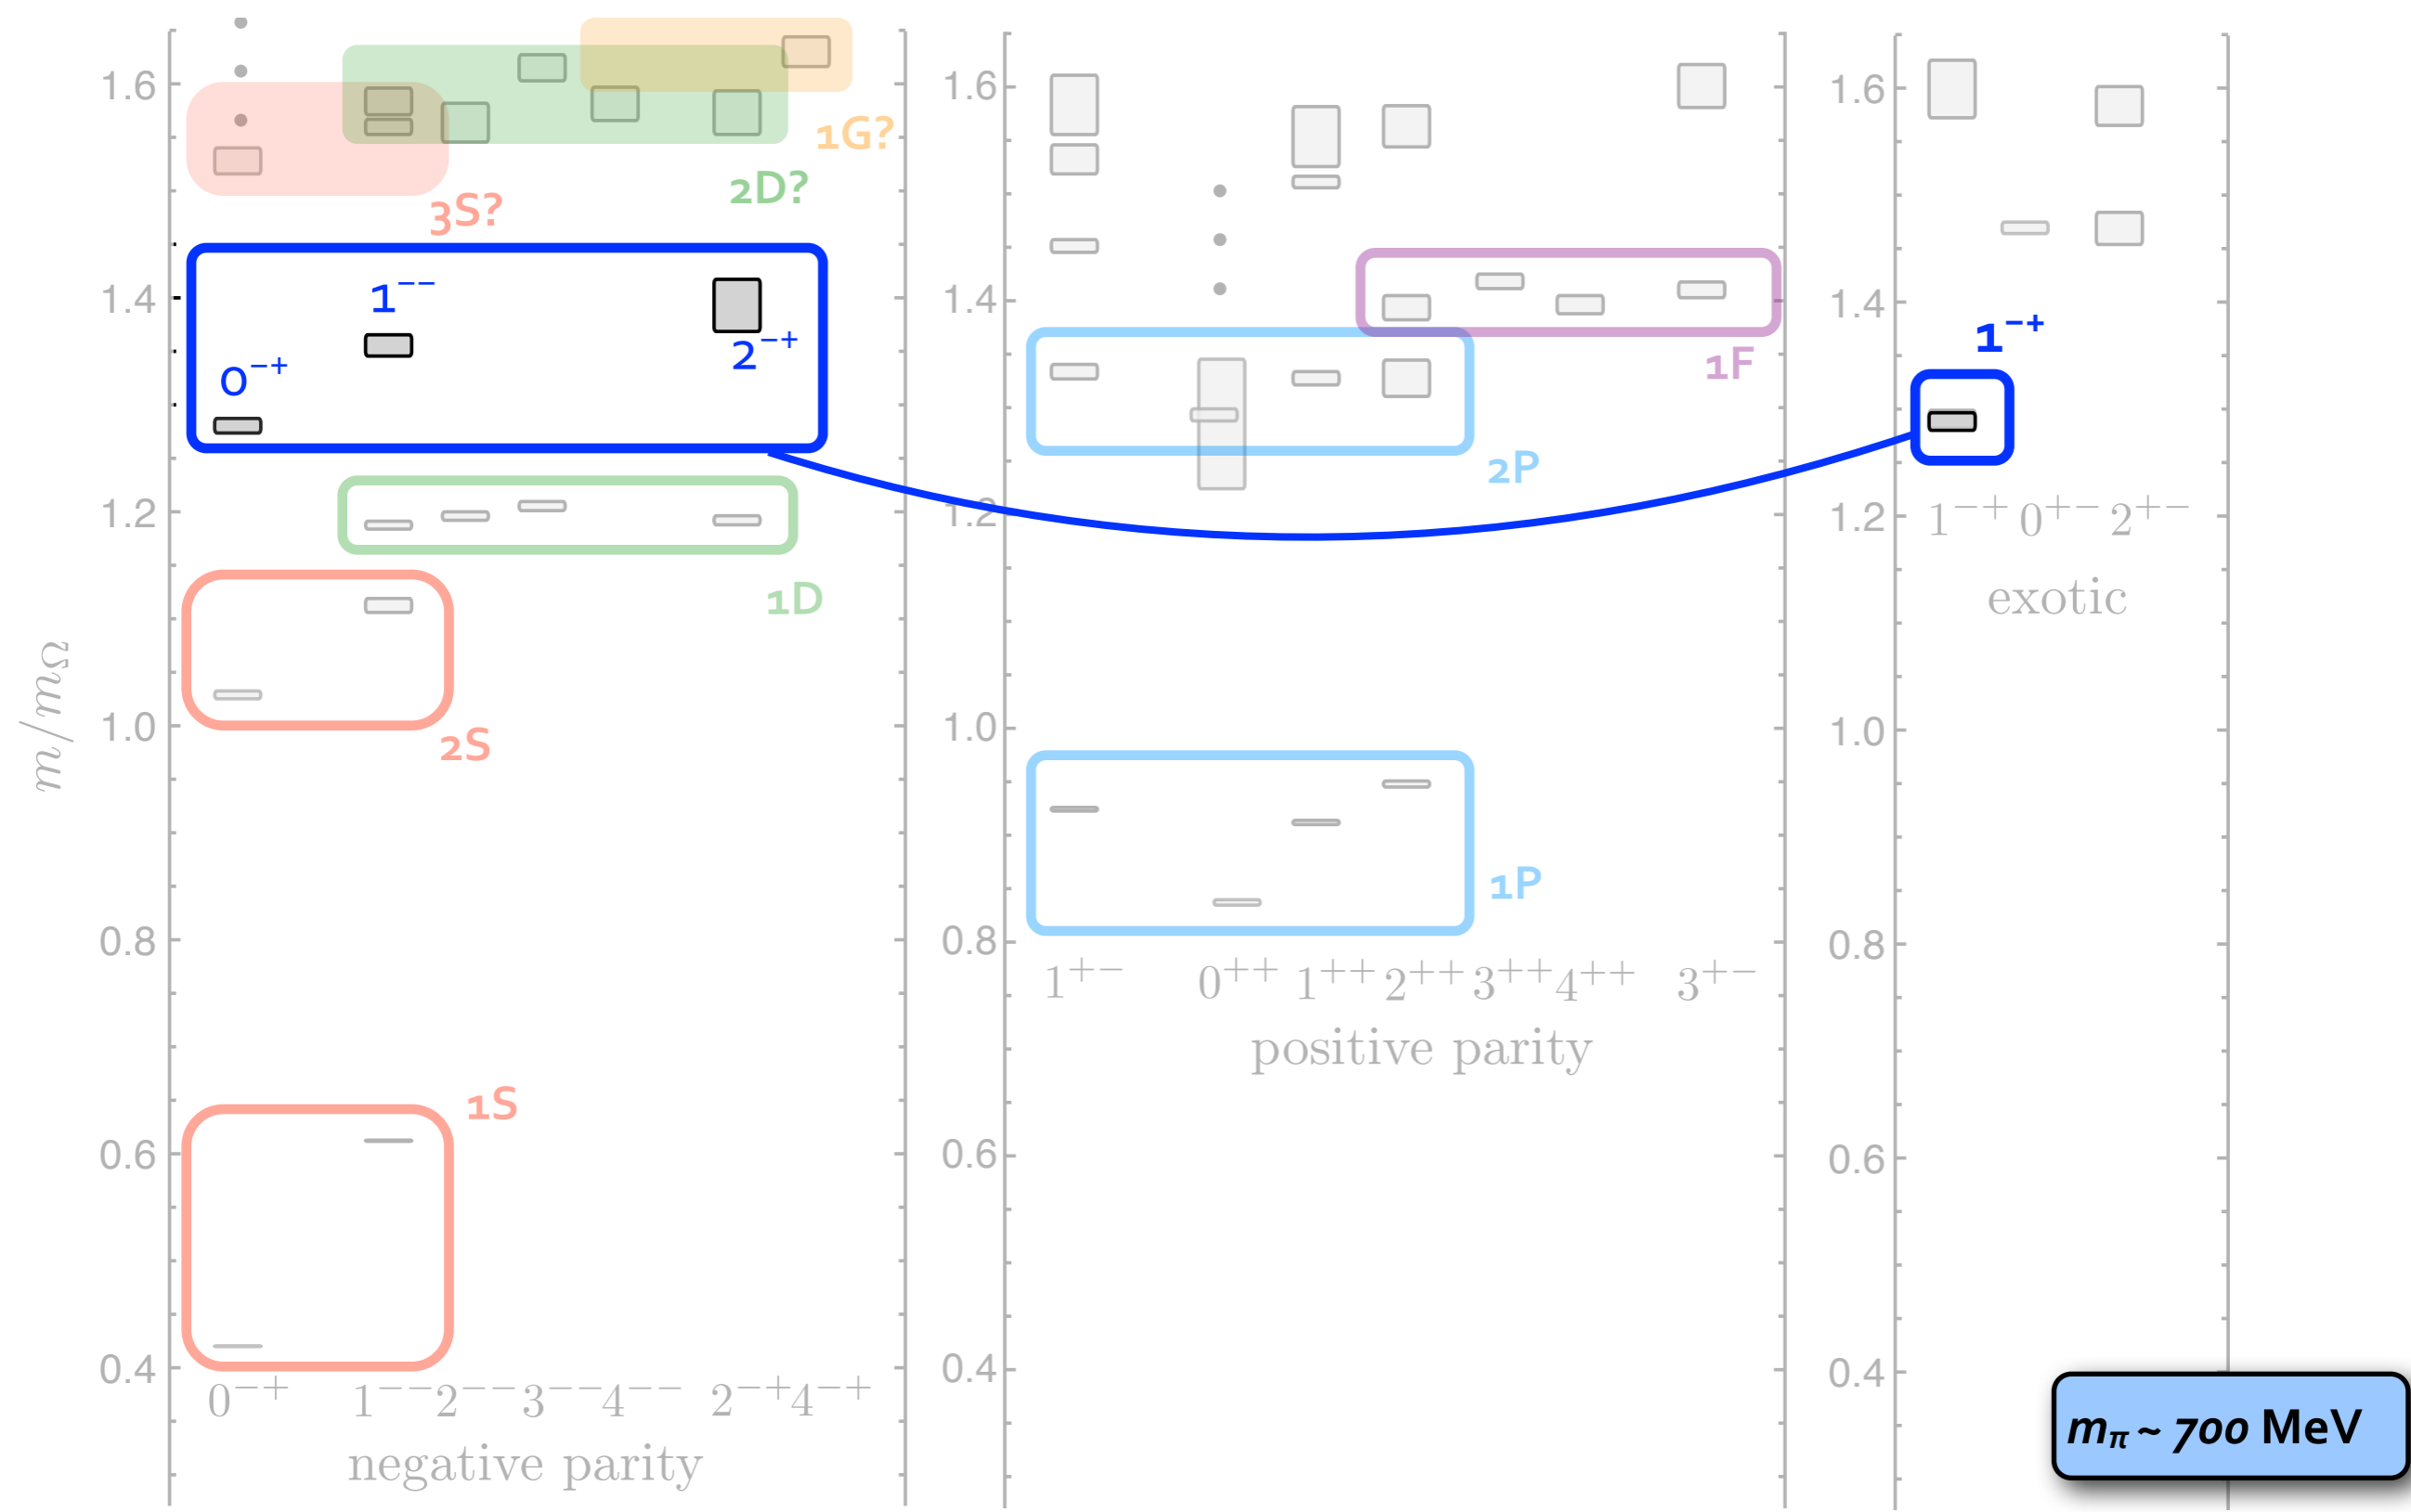 m/mΩ
1.6
1.4
1.2
1.0
0.8
0.6
0.4
3S?
2D?
1G?
0⁻⁺
1⁻⁻
2⁻⁺
1D
2S
1S
0⁻⁺ 1⁻⁻ 2⁻⁻ 3⁻⁻ 4⁻⁻ 2⁻⁺ 4⁻⁺
negative parity
1.6
1.4
1.2
1.0
0.8
0.6
0.4
1F
2P
1P
1⁺⁻ 0⁺⁺ 1⁺⁺ 2⁺⁺ 3⁺⁺ 4⁺⁺ 3⁺⁻
positive parity
1.6
1.4
1.2
1.0
0.8
0.6
0.4
1⁻⁺
1⁻⁺ 0⁺⁻ 2⁺⁻
exotic
mπ ~ 700 MeV